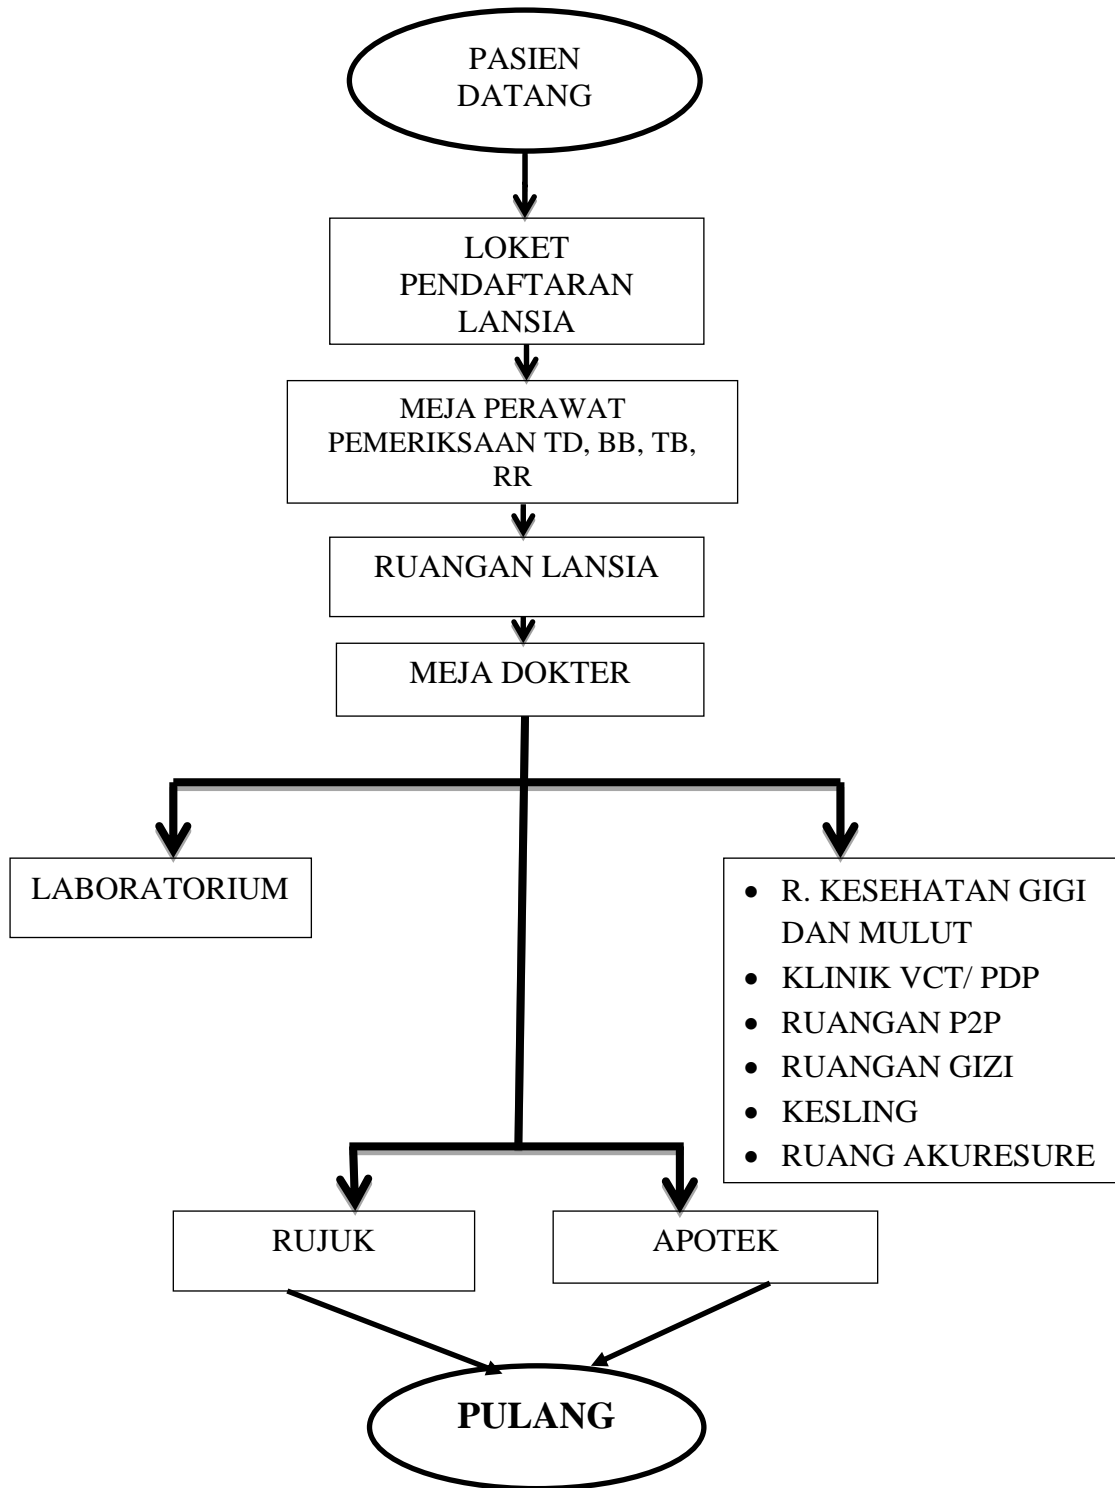 PASIEN
DATANG
LOKET
PENDAFTARAN
LANSIA
MEJA PERAWAT
PEMERIKSAAN TD, BB, TB,
RR
RUANGAN LANSIA
MEJA DOKTER
LABORATORIUM
• R. KESEHATAN GIGI
DAN MULUT
• KLINIK VCT/ PDP
• RUANGAN P2P
• RUANGAN GIZI
• KESLING
• RUANG AKURESURE
RUJUK
APOTEK
PULANG